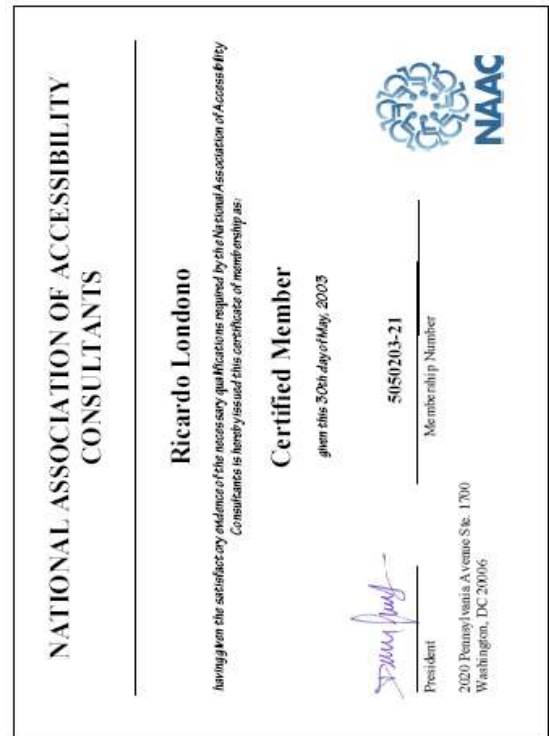 NATIONAL ASSOCIATION OF ACCESSIBILITY
CONSULTANTS
Ricardo Londono
having given the satisfactory evidence of the necessary qualifications required by the National Association of Accessibility
Consultants is hereby issued this certificate of membership as:
Certified Member
given this 30th day of May, 2003
5050203-21
President
Membership Number
2020 Pennsylvania Avenue Ste. 1700
Washington, DC 20006
NAAC